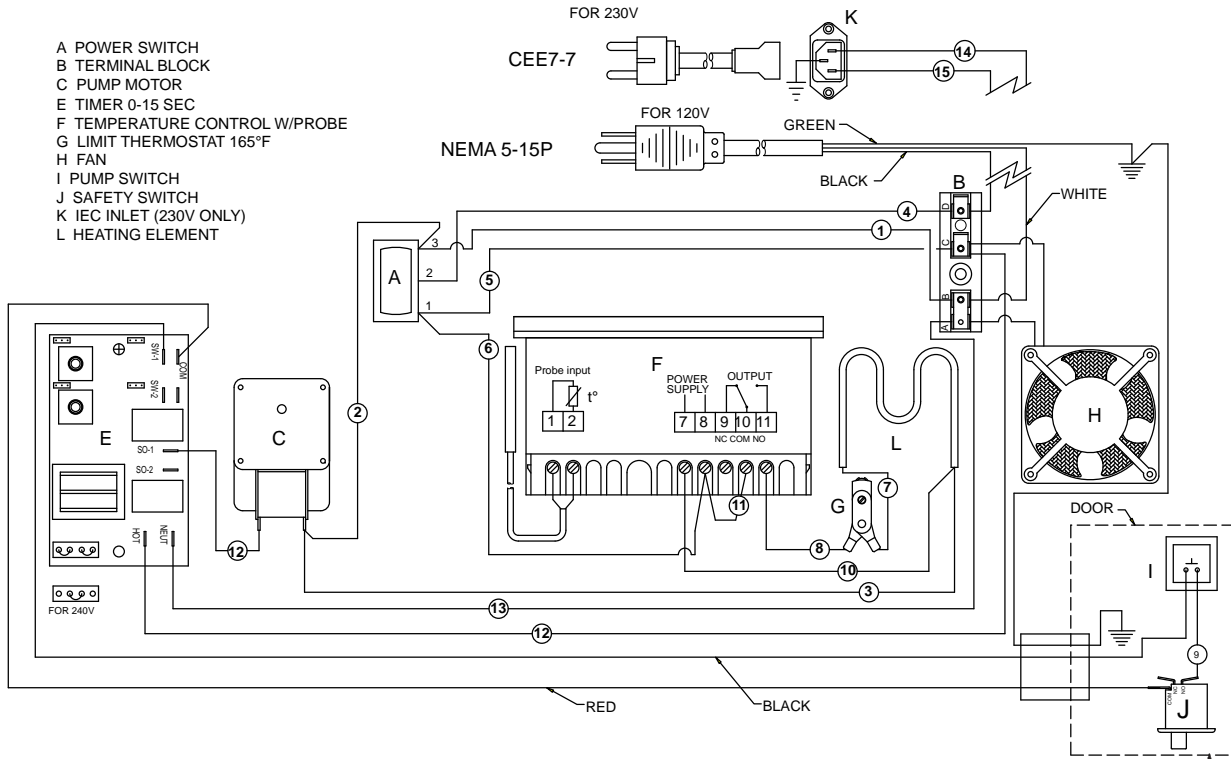 FOR 230V
K
A POWER SWITCH
B TERMINAL BLOCK
C PUMP MOTOR
E TIMER 0-15 SEC
F TEMPERATURE CONTROL W/PROBE
G LIMIT THERMOSTAT 165°F
H FAN
I PUMP SWITCH
J SAFETY SWITCH
K IEC INLET (230V ONLY)
L HEATING ELEMENT
CEE7-7
14
15
FOR 120V
NEMA 5-15P
GREEN
BLACK
WHITE
B
D
C
B
A
4
1
5
A
3
2
1
6
2
Probe input
t°
1 2
F
POWER
SUPPLY
OUTPUT
7 8 9 10 11
NC COM NO
L
H
E
SW-1
COM
SW-2
SO-1
SO-2
HOT
NEUT
FOR 240V
C
12
11
8
G
7
10
3
13
12
DOOR
I
9
COM
NC
NO
J
RED
BLACK